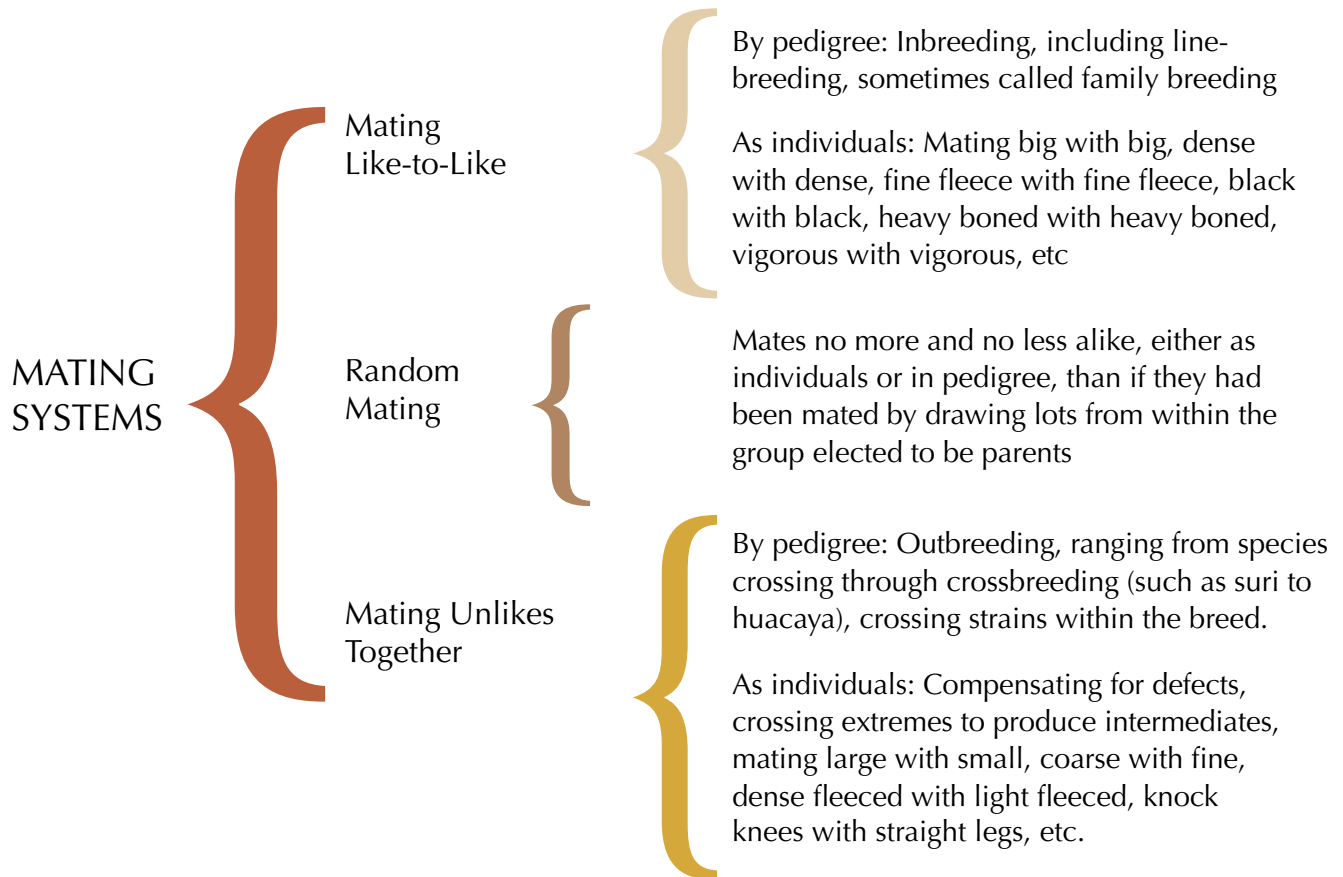 MATING
SYSTEMS
Mating
Like-to-Like
By pedigree: Inbreeding, including line-
breeding, sometimes called family breeding
As individuals: Mating big with big, dense
with dense, fine fleece with fine fleece, black
with black, heavy boned with heavy boned,
vigorous with vigorous, etc
Random
Mating
Mates no more and no less alike, either as
individuals or in pedigree, than if they had
been mated by drawing lots from within the
group elected to be parents
Mating Unlikes
Together
By pedigree: Outbreeding, ranging from species
crossing through crossbreeding (such as suri to
huacaya), crossing strains within the breed.
As individuals: Compensating for defects,
crossing extremes to produce intermediates,
mating large with small, coarse with fine,
dense fleeced with light fleeced, knock
knees with straight legs, etc.